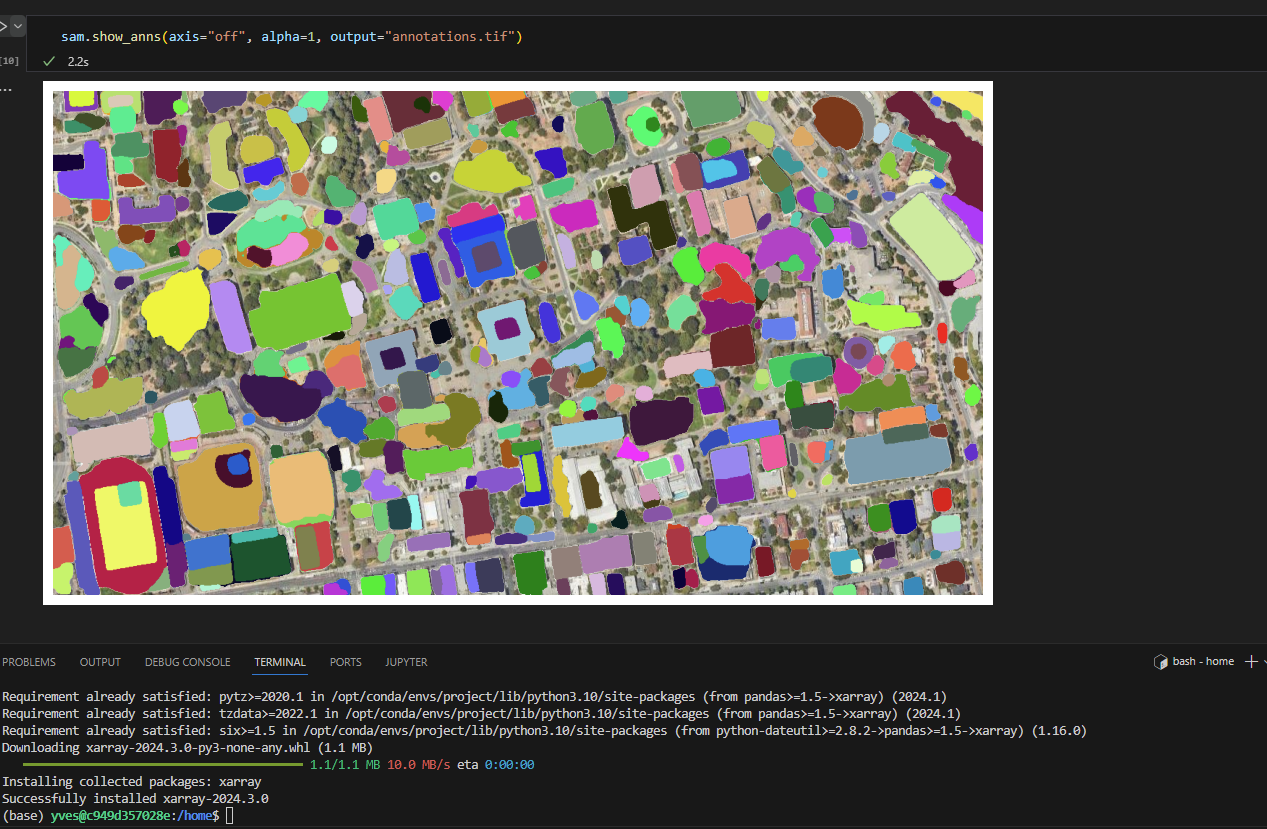 sam.show_anns(axis="off", alpha=1, output="annotations.tif")
[10]
2.2s
PROBLEMS OUTPUT DEBUG CONSOLE TERMINAL PORTS JUPYTER
bash - home
Requirement already satisfied: pytz>=2020.1 in /opt/conda/envs/project/lib/python3.10/site-packages (from pandas>=1.5->xarray) (2024.1)
Requirement already satisfied: tzdata>=2022.1 in /opt/conda/envs/project/lib/python3.10/site-packages (from pandas>=1.5->xarray) (2024.1)
Requirement already satisfied: six>=1.5 in /opt/conda/envs/project/lib/python3.10/site-packages (from python-dateutil>=2.8.2->pandas>=1.5->xarray) (1.16.0)
Downloading xarray-2024.3.0-py3-none-any.whl (1.1 MB)
1.1/1.1 MB 10.0 MB/s eta 0:00:00
Installing collected packages: xarray
Successfully installed xarray-2024.3.0
(base) yves@c949d357028e:/home$